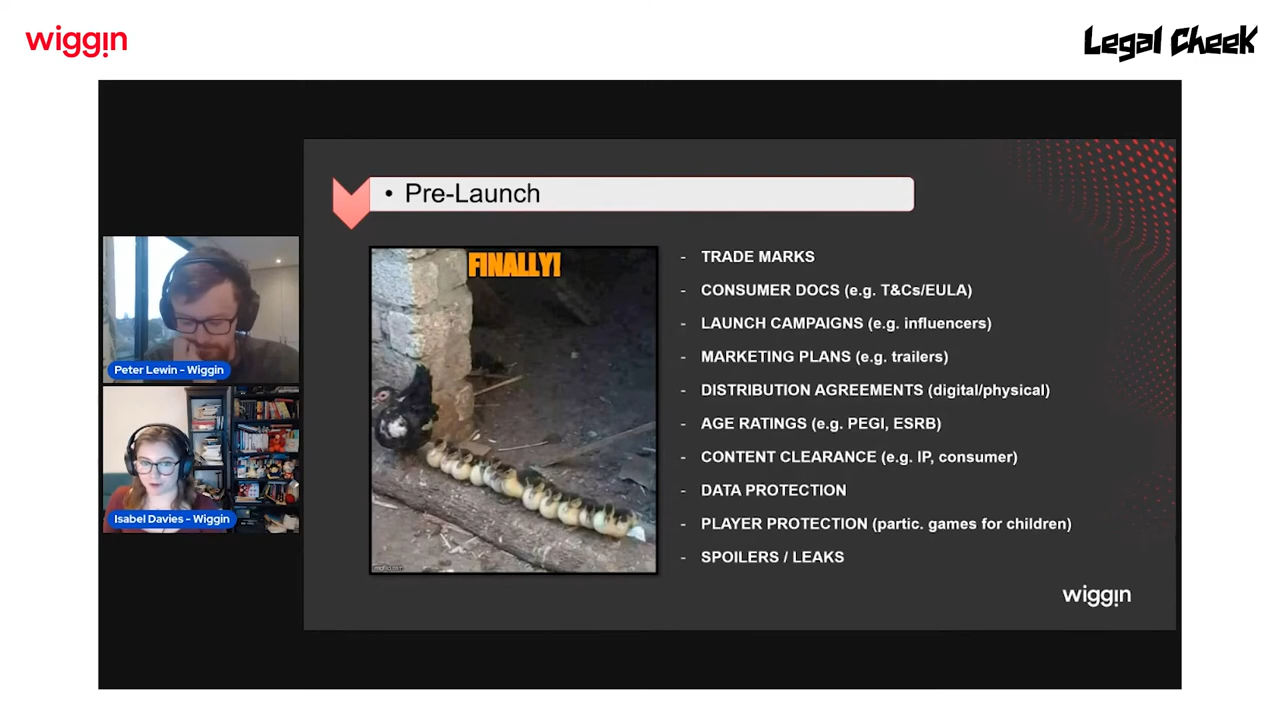 wiggin
Legal Cheek
• Pre-Launch
FINALLY!
- TRADE MARKS
- CONSUMER DOCS (e.g. T&Cs/EULA)
- LAUNCH CAMPAIGNS (e.g. influencers)
- MARKETING PLANS (e.g. trailers)
- DISTRIBUTION AGREEMENTS (digital/physical)
- AGE RATINGS (e.g. PEGI, ESRB)
- CONTENT CLEARANCE (e.g. IP, consumer)
- DATA PROTECTION
- PLAYER PROTECTION (partic. games for children)
- SPOILERS / LEAKS
Peter Lewin - Wiggin
Isabel Davies - Wiggin
imgflip.com
wiggin